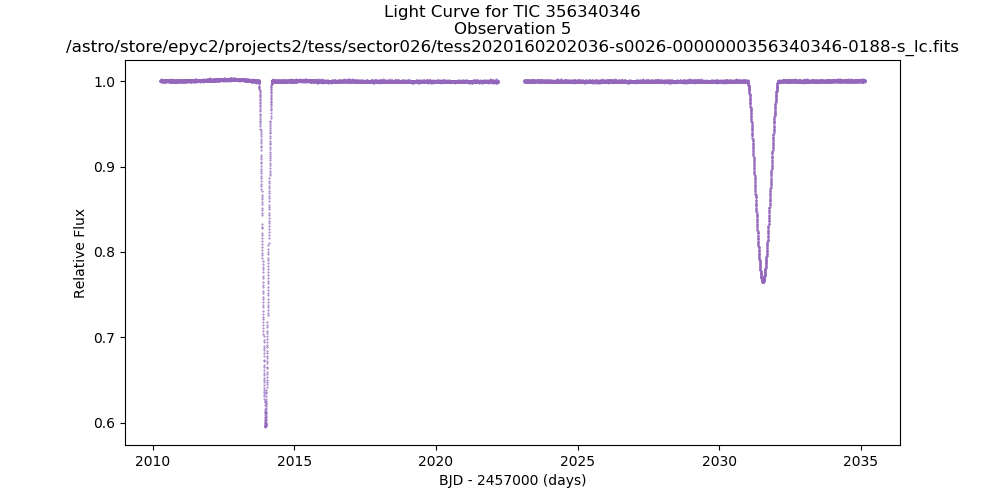 Light Curve for TIC 356340346
Observation 5
/astro/store/epyc2/projects2/tess/sector026/tess2020160202036-s0026-0000000356340346-0188-s_lc.fits
1.0
0.9
0.8
0.7
0.6
Relative Flux
2010 2015 2020 2025 2030 2035
BJD - 2457000 (days)